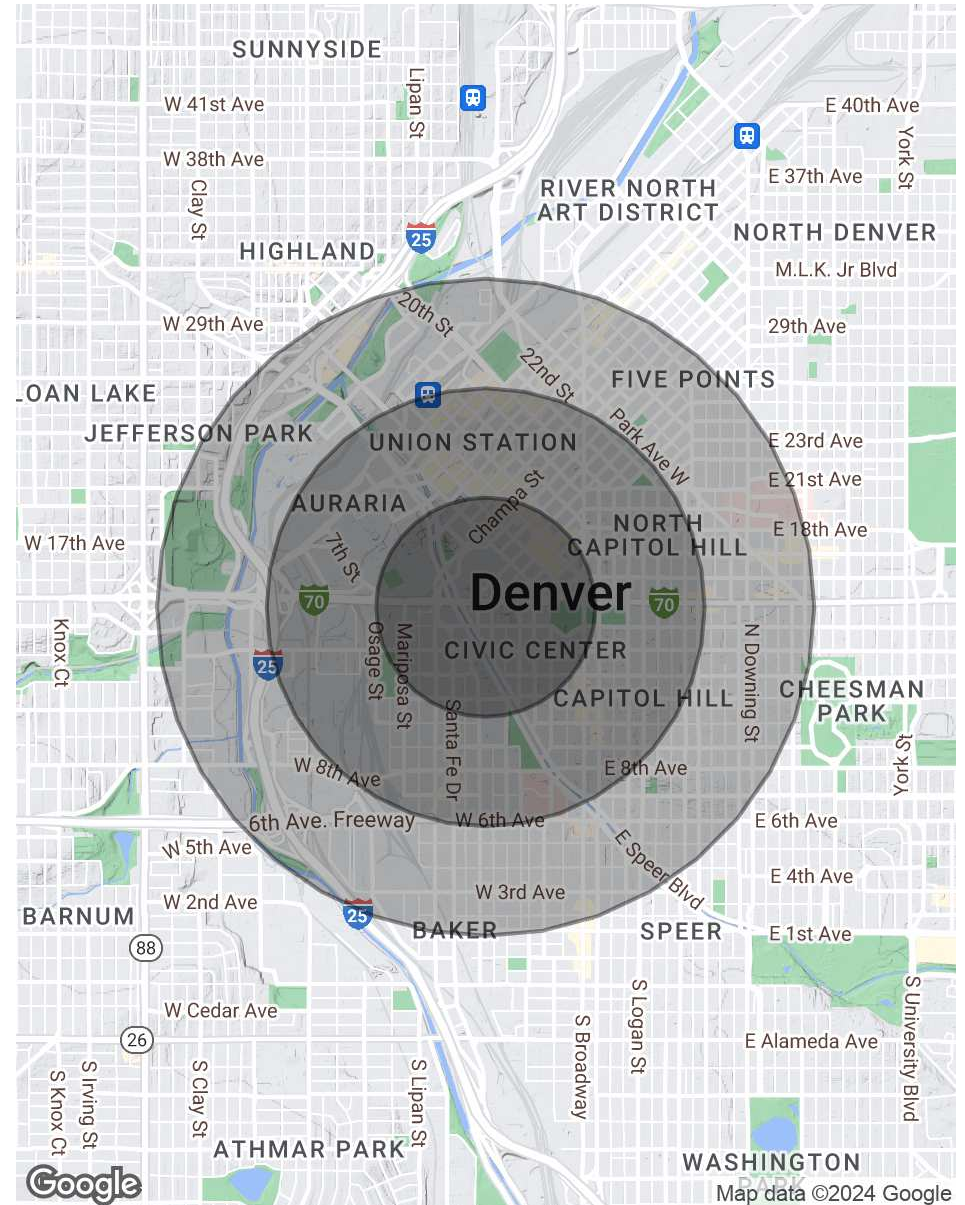 SUNNYSIDE
W 41st Ave
Lipan St
E 40th Ave
W 38th Ave
York St
E 37th Ave
Clay St
RIVER NORTH
ART DISTRICT
NORTH DENVER
25
HIGHLAND
M.L.K. Jr Blvd
20th St
W 29th Ave
29th Ave
22nd St
FIVE POINTS
LOAN LAKE
JEFFERSON PARK
UNION STATION
Park Ave W
E 23rd Ave
E 21st Ave
AURARIA
Champa St
W 17th Ave
7th St
NORTH
CAPITOL HILL
E 18th Ave
Denver
70
70
Knox Ct
Osage St
Mariposa St
CIVIC CENTER
N Downing St
25
CAPITOL HILL
CHEESMAN
PARK
Santa Fe Dr
York St
W 8th Ave
E 8th Ave
6th Ave. Freeway
W 6th Ave
E 6th Ave
W 5th Ave
E Speer Blvd
E 4th Ave
W 3rd Ave
W 2nd Ave
BARNUM
25
BAKER
SPEER
E 1st Ave
88
W Cedar Ave
S Broadway
S Logan St
S University Blvd
26
E Alameda Ave
S Knox Ct
S Irving St
S Clay St
S Lipan St
ATHMAR PARK
WASHINGTON
PARK
Google
Map data ©2024 Google